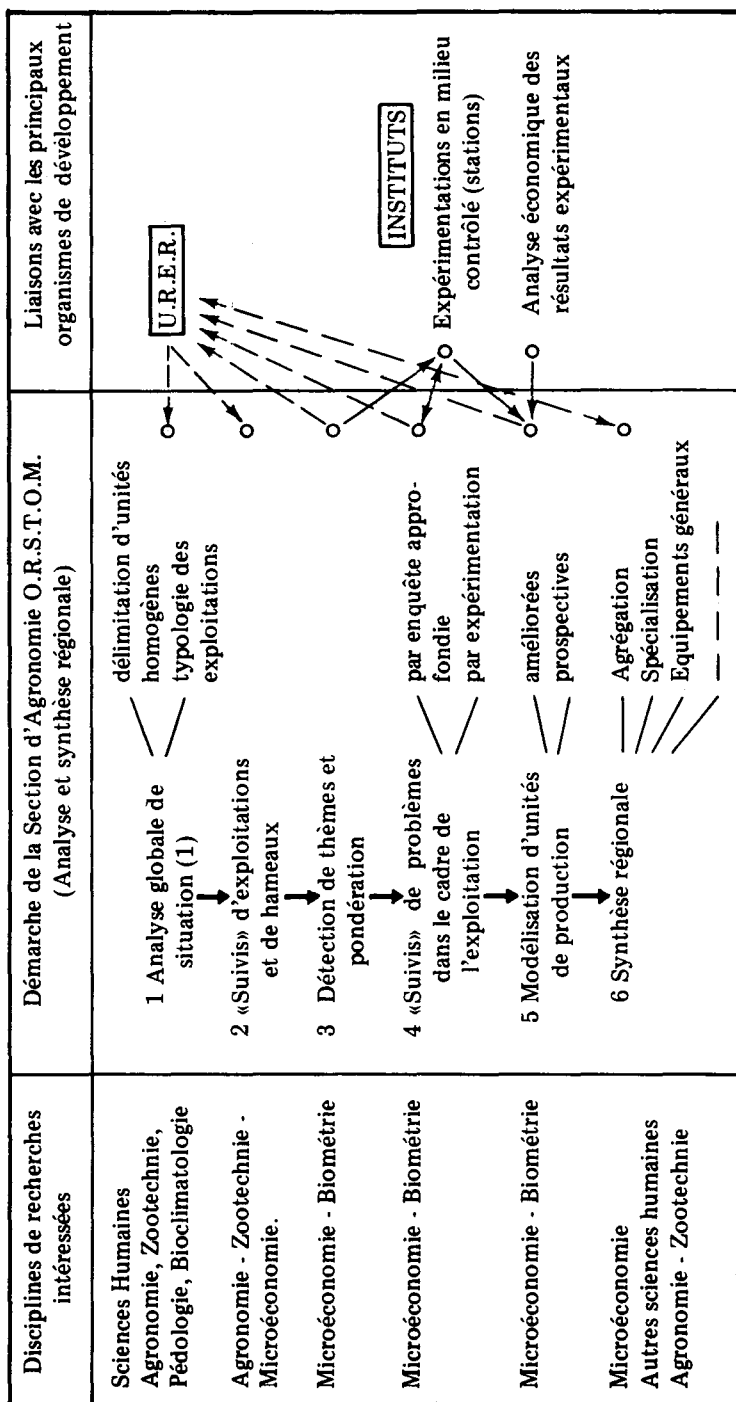 Disciplines de recherches
intéressées
Démarche de la Section d'Agronomie O.R.S.T.O.M.
(Analyse et synthèse régionale)
Liaisons avec les principaux
organismes de dévéloppement
Sciences Humaines
Agronomie, Zootechnie,
Pédologie, Bioclimatologie
1 Analyse globale de
situation (1)
délimitation d'unités
homogènes
typologie des
exploitations
U.R.E.R.
Agronomie - Zootechnie -
Microéconomie.
2 «Suivis» d'exploitations
et de hameaux
Microéconomie - Biométrie
3 Détection de thèmes et
pondération
Microéconomie - Biométrie
4 «Suivis» de problèmes
dans le cadre de
l'exploitation
par enquête appro-
fondie
par expérimentation
INSTITUTS
Expérimentations en milieu
contrôlé (stations)
Microéconomie - Biométrie
5 Modélisation d'unités
de production
améliorées
prospectives
Analyse économique des
résultats expérimentaux
Microéconomie
Autres sciences humaines
Agronomie - Zootechnie
6 Synthèse régionale
Agrégation
Spécialisation
Equipements généraux